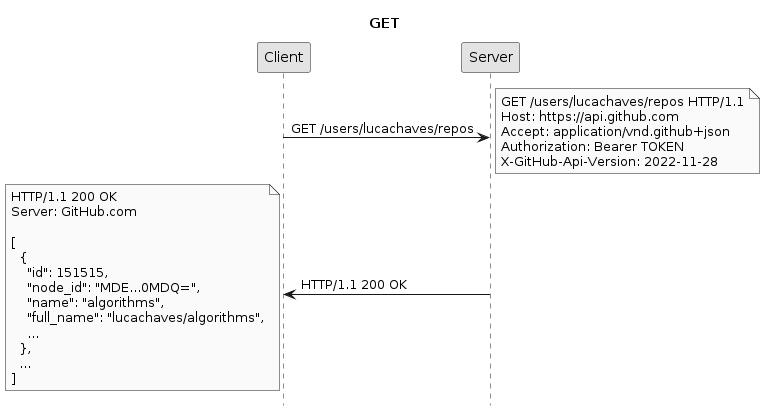 GET
Client
Server
GET /users/lucachaves/repos
GET /users/lucachaves/repos HTTP/1.1
Host: https://api.github.com
Accept: application/vnd.github+json
Authorization: Bearer TOKEN
X-GitHub-Api-Version: 2022-11-28
HTTP/1.1 200 OK
Server: GitHub.com
[
{
"id": 151515,
"node_id": "MDE...0MDQ=",
"name": "algorithms",
"full_name": "lucachaves/algorithms",
...
},
...
]
HTTP/1.1 200 OK